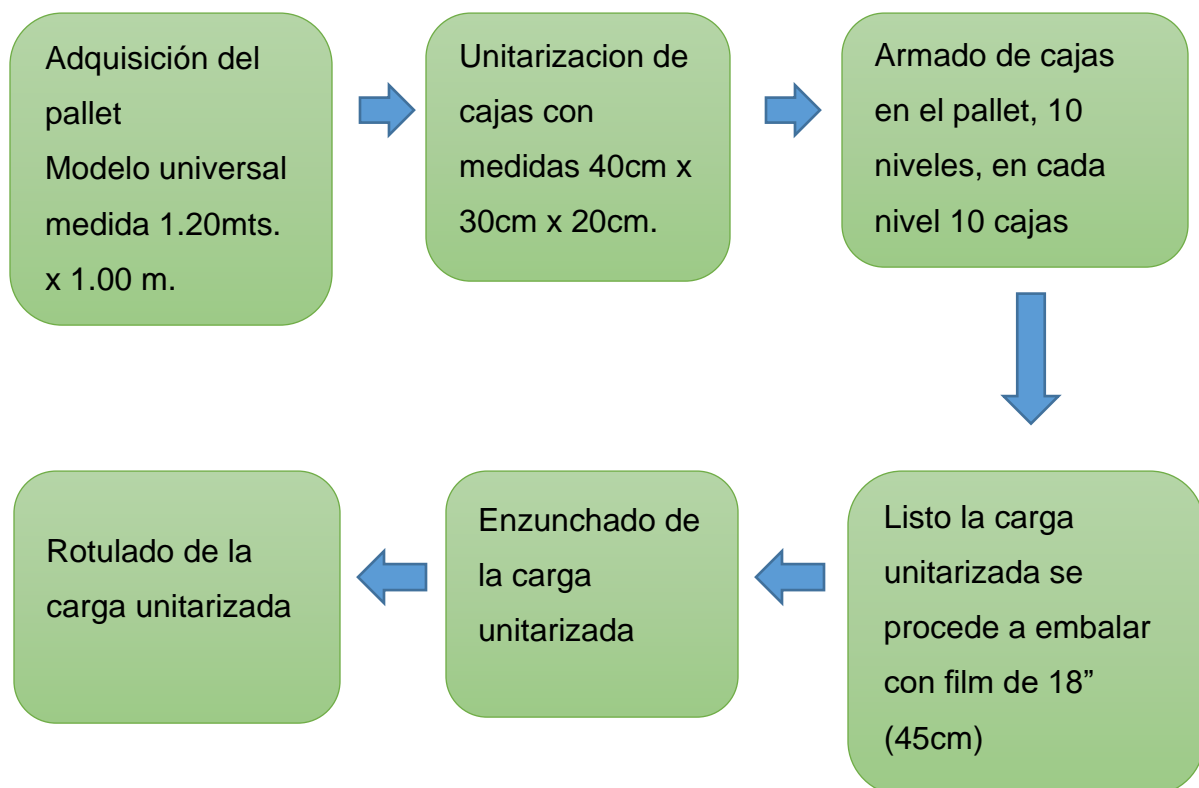 Adquisición del
pallet
Modelo universal
medida 1.20mts.
x 1.00 m.
Unitarizacion de
cajas con
medidas 40cm x
30cm x 20cm.
Armado de cajas
en el pallet, 10
niveles, en cada
nivel 10 cajas
Listo la carga
unitarizada se
procede a embalar
con film de 18”
(45cm)
Enzunchado de
la carga
unitarizada
Rotulado de la
carga unitarizada